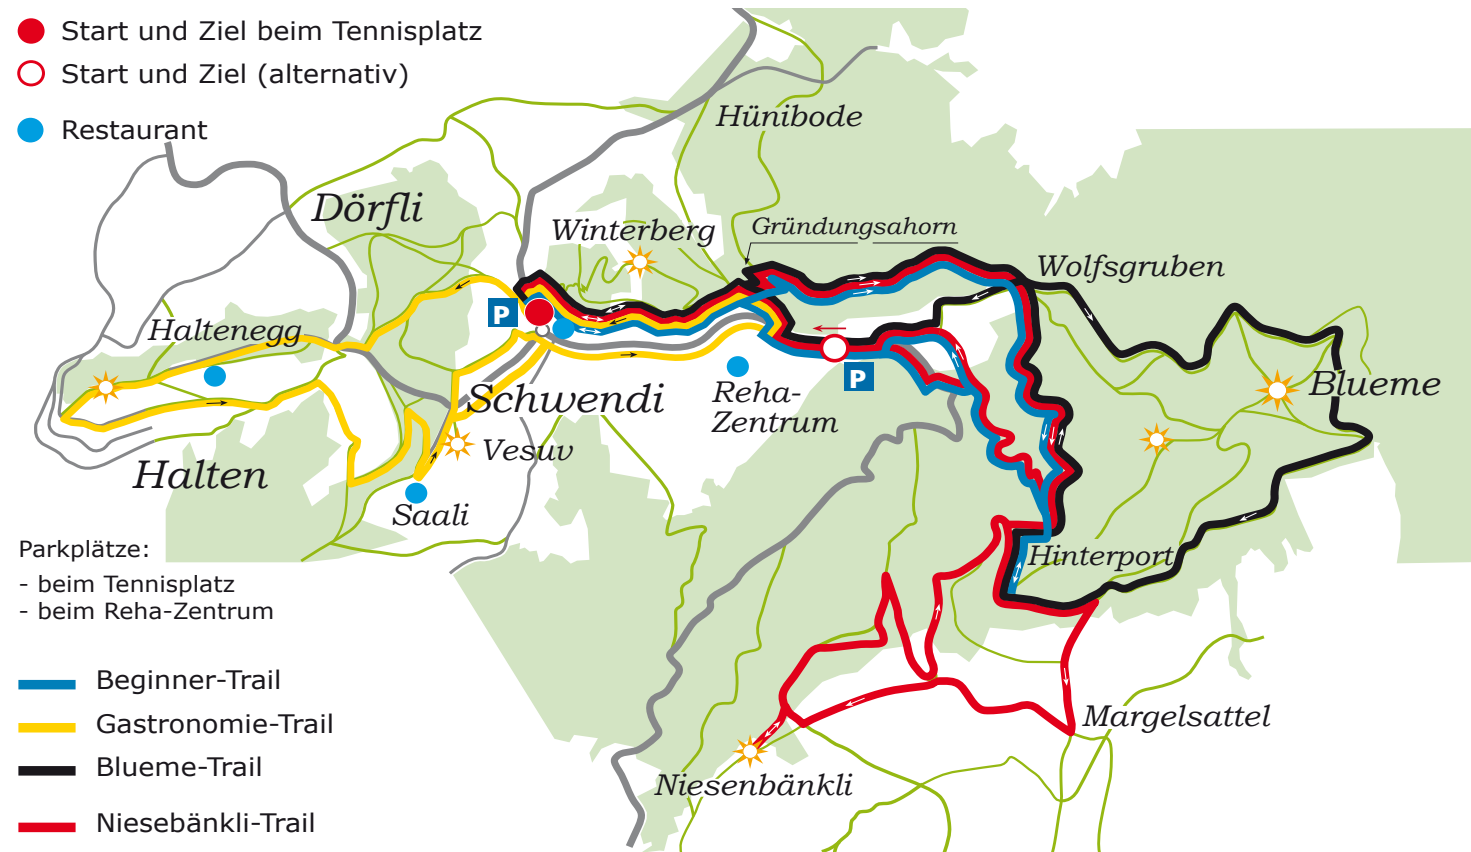 Start und Ziel beim Tennisplatz
Start und Ziel (alternativ)
Restaurant
Hünibode
Dörfli
Winterberg
Gründungsahorn
Wolfsgruben
P
Haltenegg
P
Blueme
Schwendi
Reha-
Zentrum
Vesuv
Halten
Saali
Hinterport
Parkplätze:
- beim Tennisplatz
- beim Reha-Zentrum
Margelsattel
Niesenbänkli
Beginner-Trail
Gastronomie-Trail
Blueme-Trail
Niesebänkli-Trail